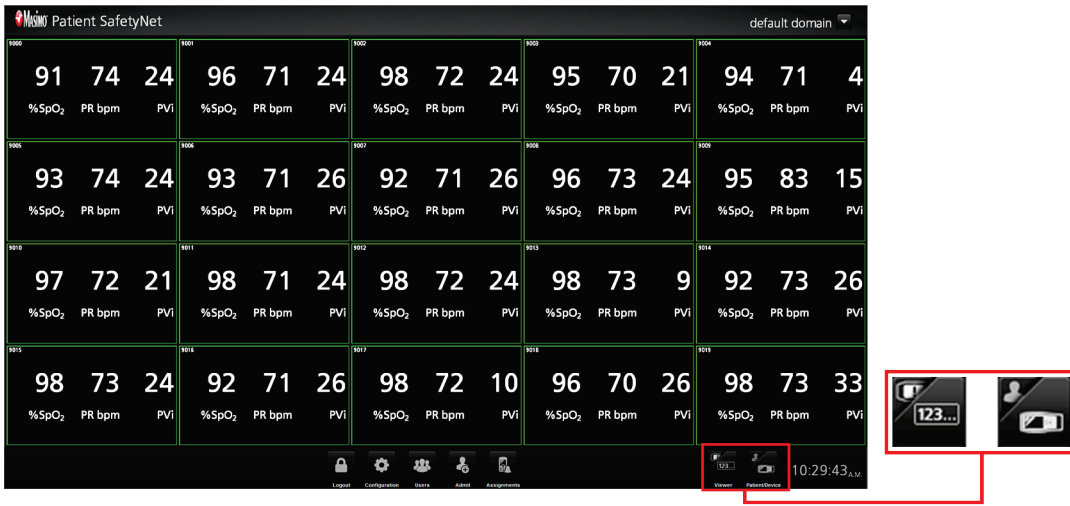 Masimo Patient SafetyNet default domain
9000 9001 9002 9003 9004
91 74 24 96 71 24 98 72 24 95 70 21 94 71 4
%SpO₂ PR bpm PVi %SpO₂ PR bpm PVi %SpO₂ PR bpm PVi %SpO₂ PR bpm PVi %SpO₂ PR bpm PVi
9005 9006 9007 9008 9009
93 74 24 93 71 26 92 71 26 96 73 24 95 83 15
%SpO₂ PR bpm PVi %SpO₂ PR bpm PVi %SpO₂ PR bpm PVi %SpO₂ PR bpm PVi %SpO₂ PR bpm PVi
9010 9011 9012 9013 9014
97 72 21 98 71 24 98 72 24 98 73 9 92 73 26
%SpO₂ PR bpm PVi %SpO₂ PR bpm PVi %SpO₂ PR bpm PVi %SpO₂ PR bpm PVi %SpO₂ PR bpm PVi
9015 9016 9017 9018 9019
98 73 24 92 71 26 98 72 10 96 70 26 98 73 33
%SpO₂ PR bpm PVi %SpO₂ PR bpm PVi %SpO₂ PR bpm PVi %SpO₂ PR bpm PVi %SpO₂ PR bpm PVi
123...
123... 10:29:43 A.M.
Logout Configuration Users Admit Assignments Viewer Patient/Device